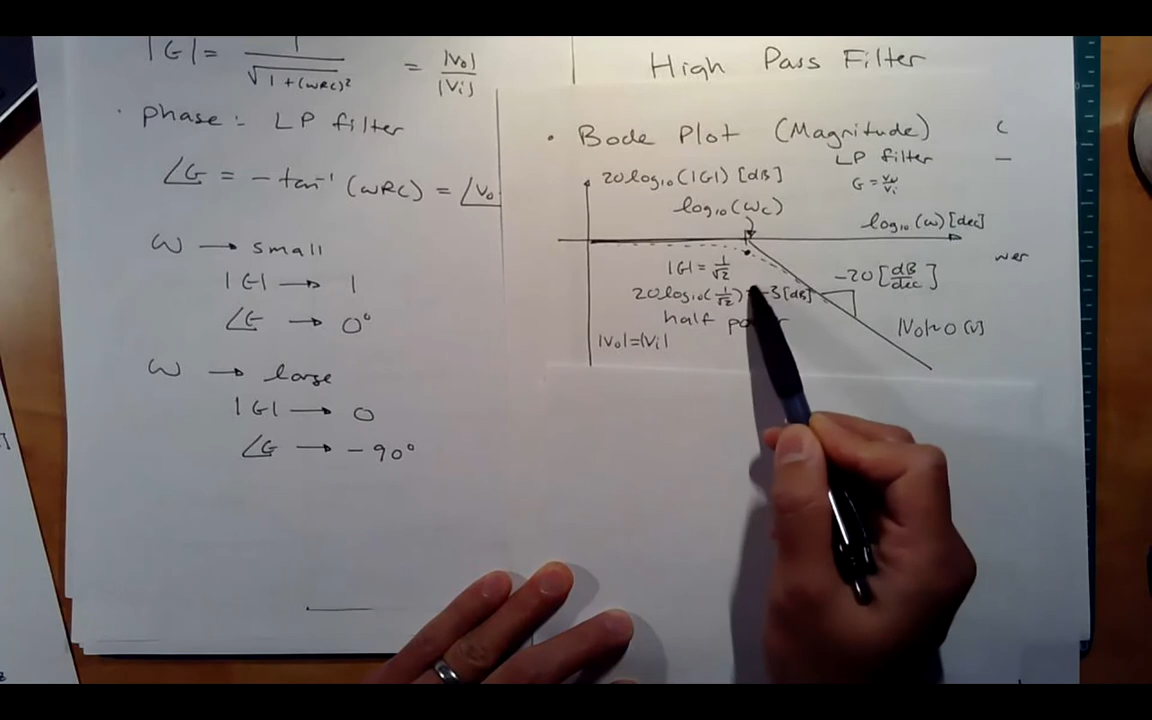 |G| = 1/√(1+(ωRC)²) = |Vo|/|Vi|
· phase: LP filter
∠G = -tan⁻¹(ωRC) = ∠Vo
ω → small
|G| → 1
∠G → 0°
ω → large
|G| → 0
∠G → -90°
High Pass Filter
• Bode Plot (Magnitude)
LP filter
20log₁₀(|G|) [dB]
G = Vo/Vi
log₁₀(ωc)
log₁₀(ω) [dec]
|G| = 1/√2
-20 [dB/dec]
20log₁₀(1/√2) = -3 [dB]
half
|Vo|~0 (V)
|Vo|=|Vi|
wer